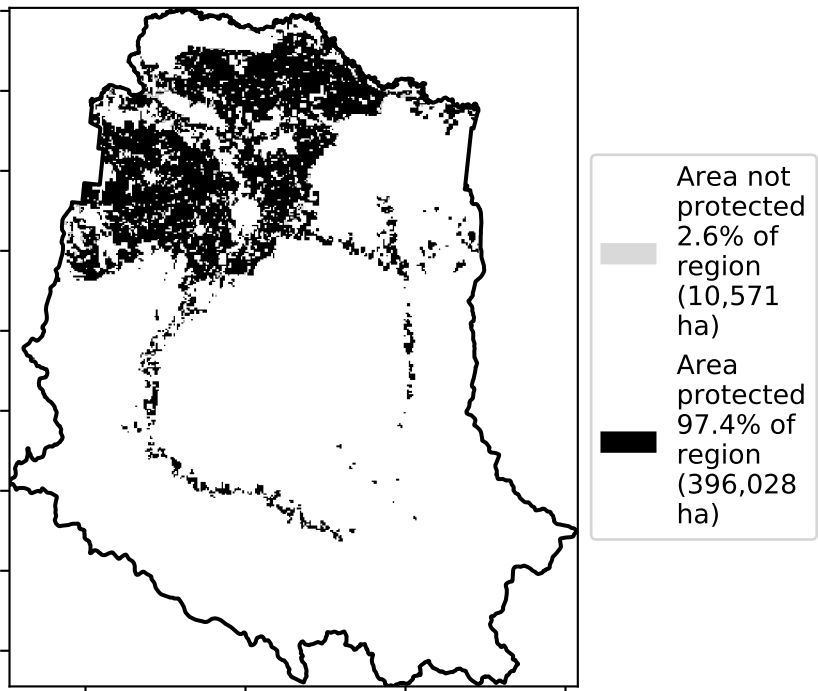 Area not
protected
2.6% of
region
(10,571
ha)
Area
protected
97.4% of
region
(396,028
ha)